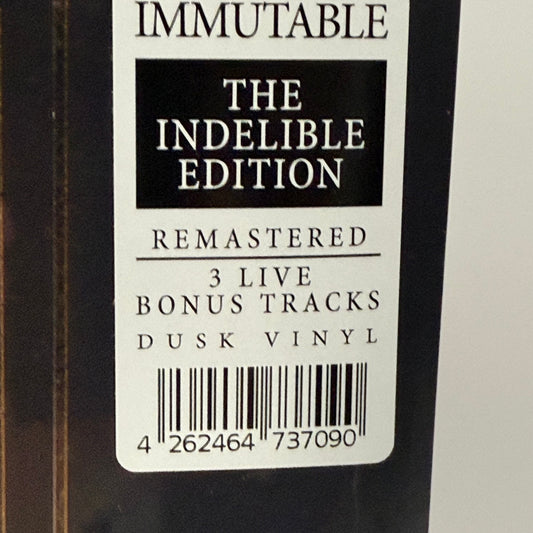 IMMUTABLE
THE
INDELIBLE
EDITION
REMASTERED
3 LIVE
BONUS TRACKS
DUSK VINYL
4 262464 737090